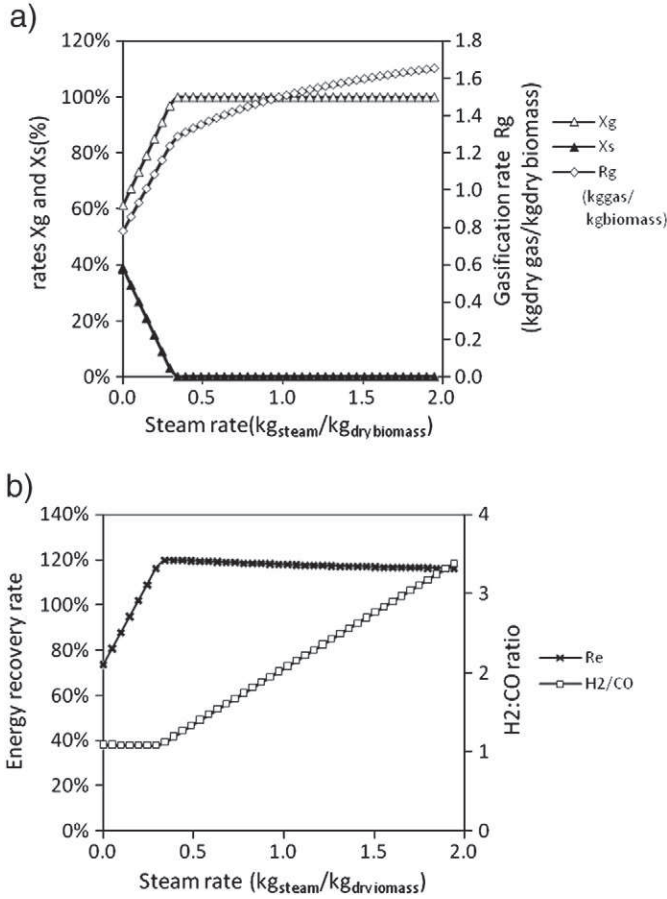 a)
120%
100%
80%
60%
40%
20%
0%
rates Xg and Xs(%)
1.8
1.6
1.4
1.2
1.0
0.8
0.6
0.4
0.2
0.0
Gasification rate Rg
(kgdry gas/kgdry biomass)
Xg
Xs
Rg
(kggas/
kgbiomass)
0.0 0.5 1.0 1.5 2.0
Steam rate(kgsteam/kgdry biomass)
b)
140%
120%
100%
80%
60%
40%
20%
0%
Energy recovery rate
4
3
2
1
0
H2:CO ratio
Re
H2/CO
0.0 0.5 1.0 1.5 2.0
Steam rate (kgsteam/kgdryiomass)